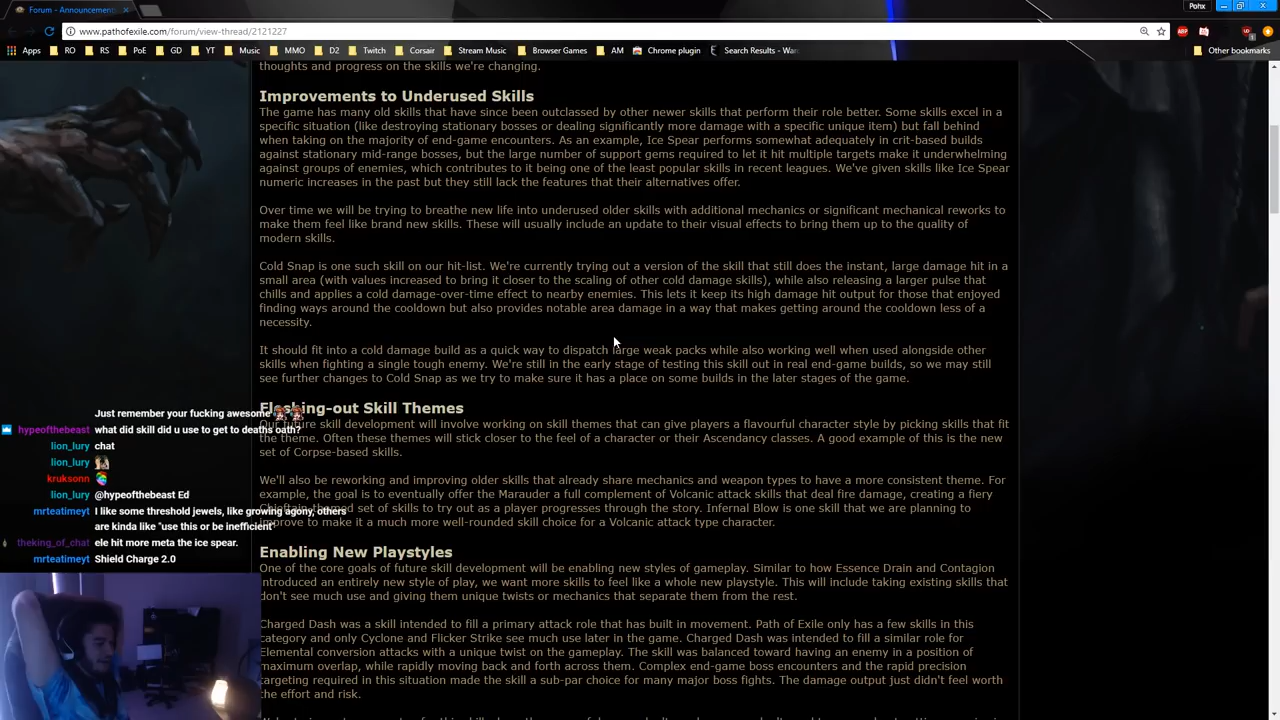 Forum - Announcement
Pohx
www.pathofexile.com/forum/view-thread/2121227
Apps RO RS PoE GD YT Music MMO D2 Twitch Corsair Stream Music Browser Games AM Chrome plugin Search Results - War Other bookmarks
thoughts and progress on the skills we're changing.
Improvements to Underused Skills
The game has many old skills that have since been outclassed by other newer skills that perform their role better. Some skills excel in a
specific situation (like destroying stationary bosses or dealing significantly more damage with a specific unique item) but fall behind
when taking on the majority of end-game encounters. As an example, Ice Spear performs somewhat adequately in crit-based builds
against stationary mid-range bosses, but the large number of support gems required to let it hit multiple targets make it underwhelming
against groups of enemies, which contributes to it being one of the least popular skills in recent leagues. We've given skills like Ice Spear
numeric increases in the past but they still lack the features that their alternatives offer.
Over time we will be trying to breathe new life into underused older skills with additional mechanics or significant mechanical reworks to
make them feel like brand new skills. These will usually include an update to their visual effects to bring them up to the quality of
modern skills.
Cold Snap is one such skill on our hit-list. We're currently trying out a version of the skill that still does the instant, large damage hit in a
small area (with values increased to bring it closer to the scaling of other cold damage skills), while also releasing a larger pulse that
chills and applies a cold damage-over-time effect to nearby enemies. This lets it keep its high damage hit output for those that enjoyed
finding ways around the cooldown but also provides notable area damage in a way that makes getting around the cooldown less of a
necessity.
It should fit into a cold damage build as a quick way to dispatch large weak packs while also working well when used alongside other
skills when fighting a single tough enemy. We're still in the early stage of testing this skill out in real end-game builds, so we may still
see further changes to Cold Snap as we try to make sure it has a place on some builds in the later stages of the game.
Fleshing-out Skill Themes
Our future skill development will involve working on skill themes that can give players a flavourful character style by picking skills that fit
the theme. Often these themes will stick closer to the feel of a character or their Ascendancy classes. A good example of this is the new
set of Corpse-based skills.
We'll also be reworking and improving older skills that already share mechanics and weapon types to have a more consistent theme. For
example, the goal is to eventually offer the Marauder a full complement of Volcanic attack skills that deal fire damage, creating a fiery
Chieftain-themed set of skills to try out as a player progresses through the story. Infernal Blow is one skill that we are planning to
improve to make it a much more well-rounded skill choice for a Volcanic attack type character.
Enabling New Playstyles
One of the core goals of future skill development will be enabling new styles of gameplay. Similar to how Essence Drain and Contagion
introduced an entirely new style of play, we want more skills to feel like a whole new playstyle. This will include taking existing skills that
don't see much use and giving them unique twists or mechanics that separate them from the rest.
Charged Dash was a skill intended to fill a primary attack role that has built in movement. Path of Exile only has a few skills in this
category and only Cyclone and Flicker Strike see much use later in the game. Charged Dash was intended to fill a similar role for
Elemental conversion attacks with a unique twist on the gameplay. The skill was balanced toward having an enemy in a position of
maximum overlap, while rapidly moving back and forth across them. Complex end-game boss encounters and the rapid precision
targeting required in this situation made the skill a sub-par choice for many major boss fights. The damage output just didn't feel worth
the effort and risk.
Just remember your fucking awesome
hypeofthebeast what did skill did u use to get to deaths oath?
lion_lury chat
lion_lury
kruksonn
lion_lury @hypeofthebeast Ed
mrteatimeyt I like some threshold jewels, like growing agony, others
are kinda like "use this or be inefficient"
theking_of_chat ele hit more meta the ice spear.
mrteatimeyt Shield Charge 2.0